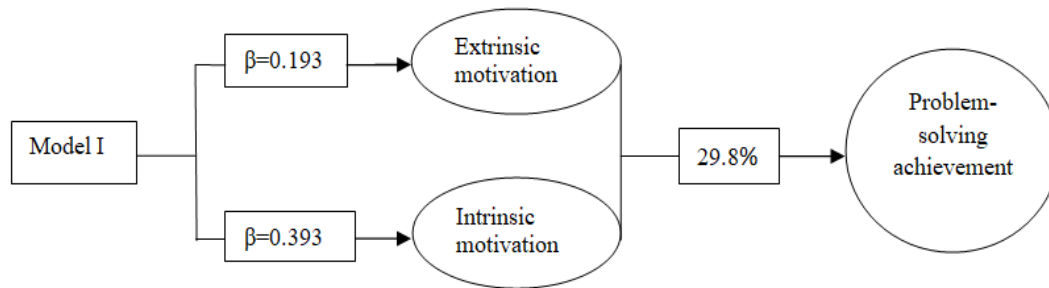 Model I
β=0.193
Extrinsic
motivation
β=0.393
Intrinsic
motivation
29.8%
Problem-
solving
achievement